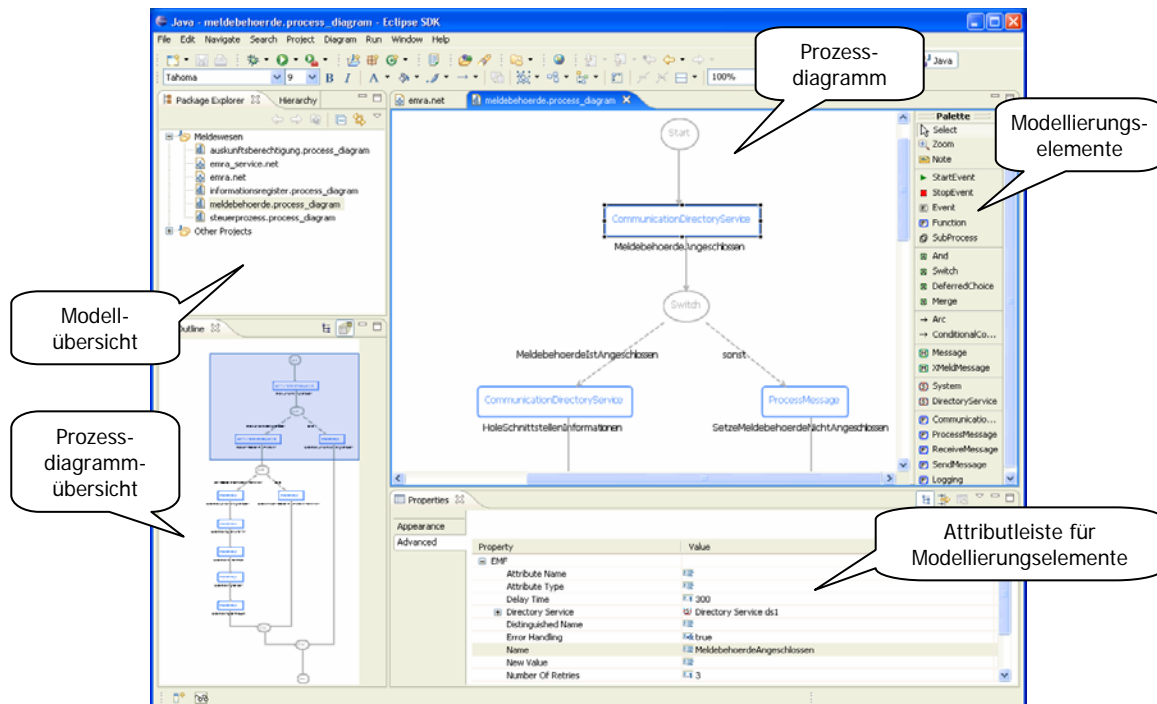 Java - meldebehoerde.process_diagram - Eclipse SDK
File Edit Navigate Search Project Diagram Run Window Help
Java
Tahoma 9 B I A 100%
Package Explorer Hierarchy
Meldewesen
auskunftsberechtigung.process_diagram
emra_service.net
emra.net
informationsregister.process_diagram
meldebehoerde.process_diagram
steuerprozess.process_diagram
Other Projects
Modell-
übersicht
Outline
Prozess-
diagramm-
übersicht
emra.net meldebehoerde.process_diagram
Prozess-
diagramm
Start
CommunicationDirectoryService
MeldebehoerdeAngeschlossen
Switch
MeldebehoerdeIstAngeschlossen sonst
CommunicationDirectoryService ProcessMessage
HoleSchnittstellenInformationen SetzeMeldebehoerdeNichtAngeschlossen
Modellierungs-
elemente
Palette
Select
Zoom
Note
StartEvent
StopEvent
Event
Function
SubProcess
And
Switch
DeferredChoice
Merge
Arc
ConditionalCo...
Message
XMeldMessage
System
DirectoryService
Communicatio...
ProcessMessage
ReceiveMessage
SendMessage
Logging
Properties
Appearance
Advanced
Attributleiste für
Modellierungselemente
Property Value
EMF
Attribute Name
Attribute Type
Delay Time 300
Directory Service Directory Service ds1
Distinguished Name
Error Handling true
Name MeldebehoerdeAngeschlossen
New Value
Number Of Retries 3